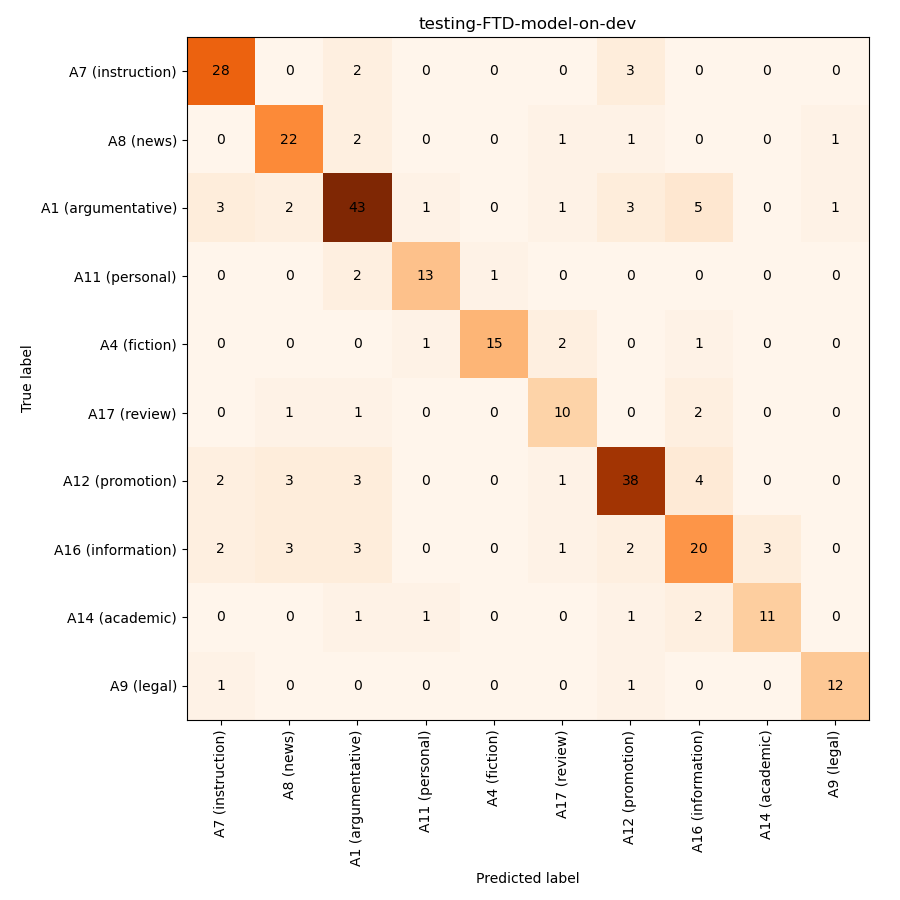 testing-FTD-model-on-dev
True label
A7 (instruction) 28 0 2 0 0 0 3 0 0 0
A8 (news) 0 22 2 0 0 1 1 0 0 1
A1 (argumentative) 3 2 43 1 0 1 3 5 0 1
A11 (personal) 0 0 2 13 1 0 0 0 0 0
A4 (fiction) 0 0 0 1 15 2 0 1 0 0
A17 (review) 0 1 1 0 0 10 0 2 0 0
A12 (promotion) 2 3 3 0 0 1 38 4 0 0
A16 (information) 2 3 3 0 0 1 2 20 3 0
A14 (academic) 0 0 1 1 0 0 1 2 11 0
A9 (legal) 1 0 0 0 0 0 1 0 0 12
A7 (instruction)
A8 (news)
A1 (argumentative)
A11 (personal)
A4 (fiction)
A17 (review)
A12 (promotion)
A16 (information)
A14 (academic)
A9 (legal)
Predicted label